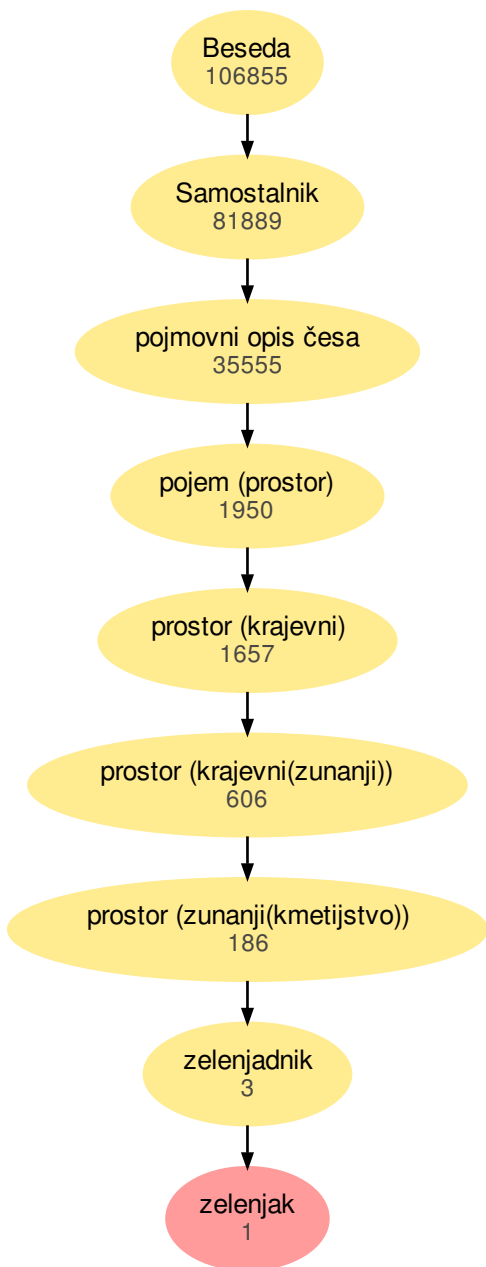 Beseda
106855
Samostalnik
81889
pojmovni opis česa
35555
pojem (prostor)
1950
prostor (krajevni)
1657
prostor (krajevni(zunanji))
606
prostor (zunanji(kmetijstvo))
186
zelenjadnik
3
zelenjak
1